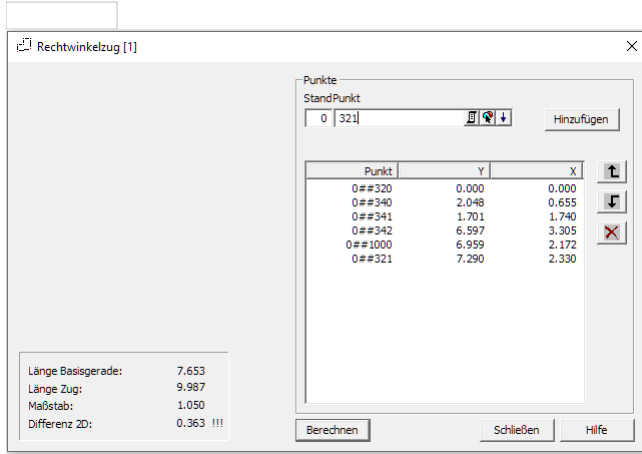 Rechtwinkelzug [1]
Punkte
StandPunkt
0 321
Hinzufügen
Punkt Y X
0##320 0.000 0.000
0##340 2.048 0.655
0##341 1.701 1.740
0##342 6.597 3.305
0##1000 6.959 2.172
0##321 7.290 2.330
Länge Basisgerade: 7.653
Länge Zug: 9.987
Maßstab: 1.050
Differenz 2D: 0.363 !!!
Berechnen Schließen Hilfe